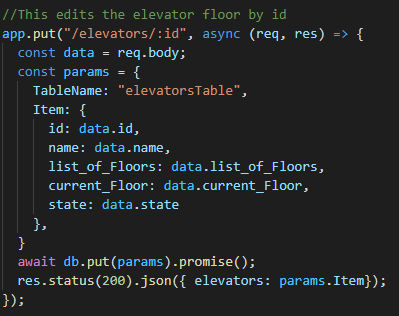 //This edits the elevator floor by id
app.put("/elevators/:id", async (req, res) => {
  const data = req.body;
  const params = {
    TableName: "elevatorsTable",
    Item: {
      id: data.id,
      name: data.name,
      list_of_Floors: data.list_of_Floors,
      current_Floor: data.current_Floor,
      state: data.state
    },
  }
  await db.put(params).promise();
  res.status(200).json({ elevators: params.Item});
});